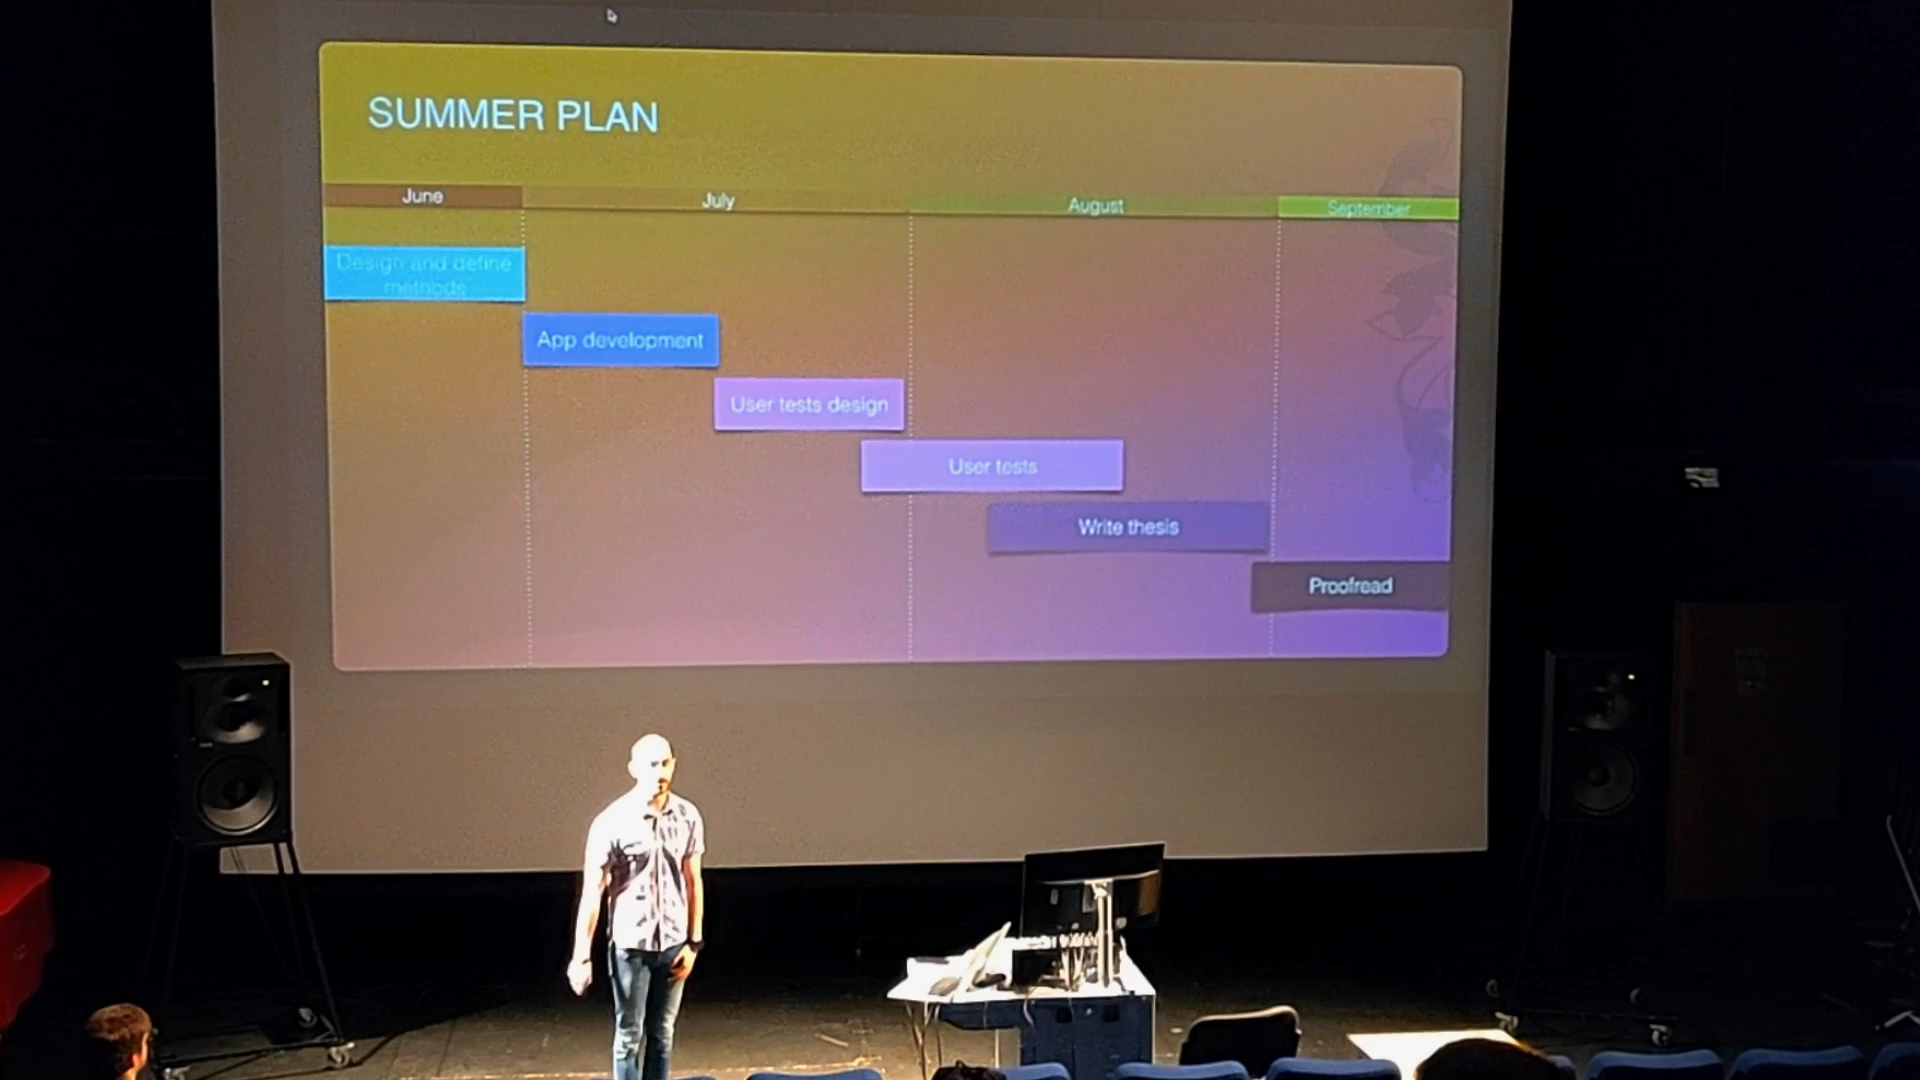 SUMMER PLAN
June
July
August
September
Design and define
methods
App development
User tests design
User tests
Write thesis
Proofread